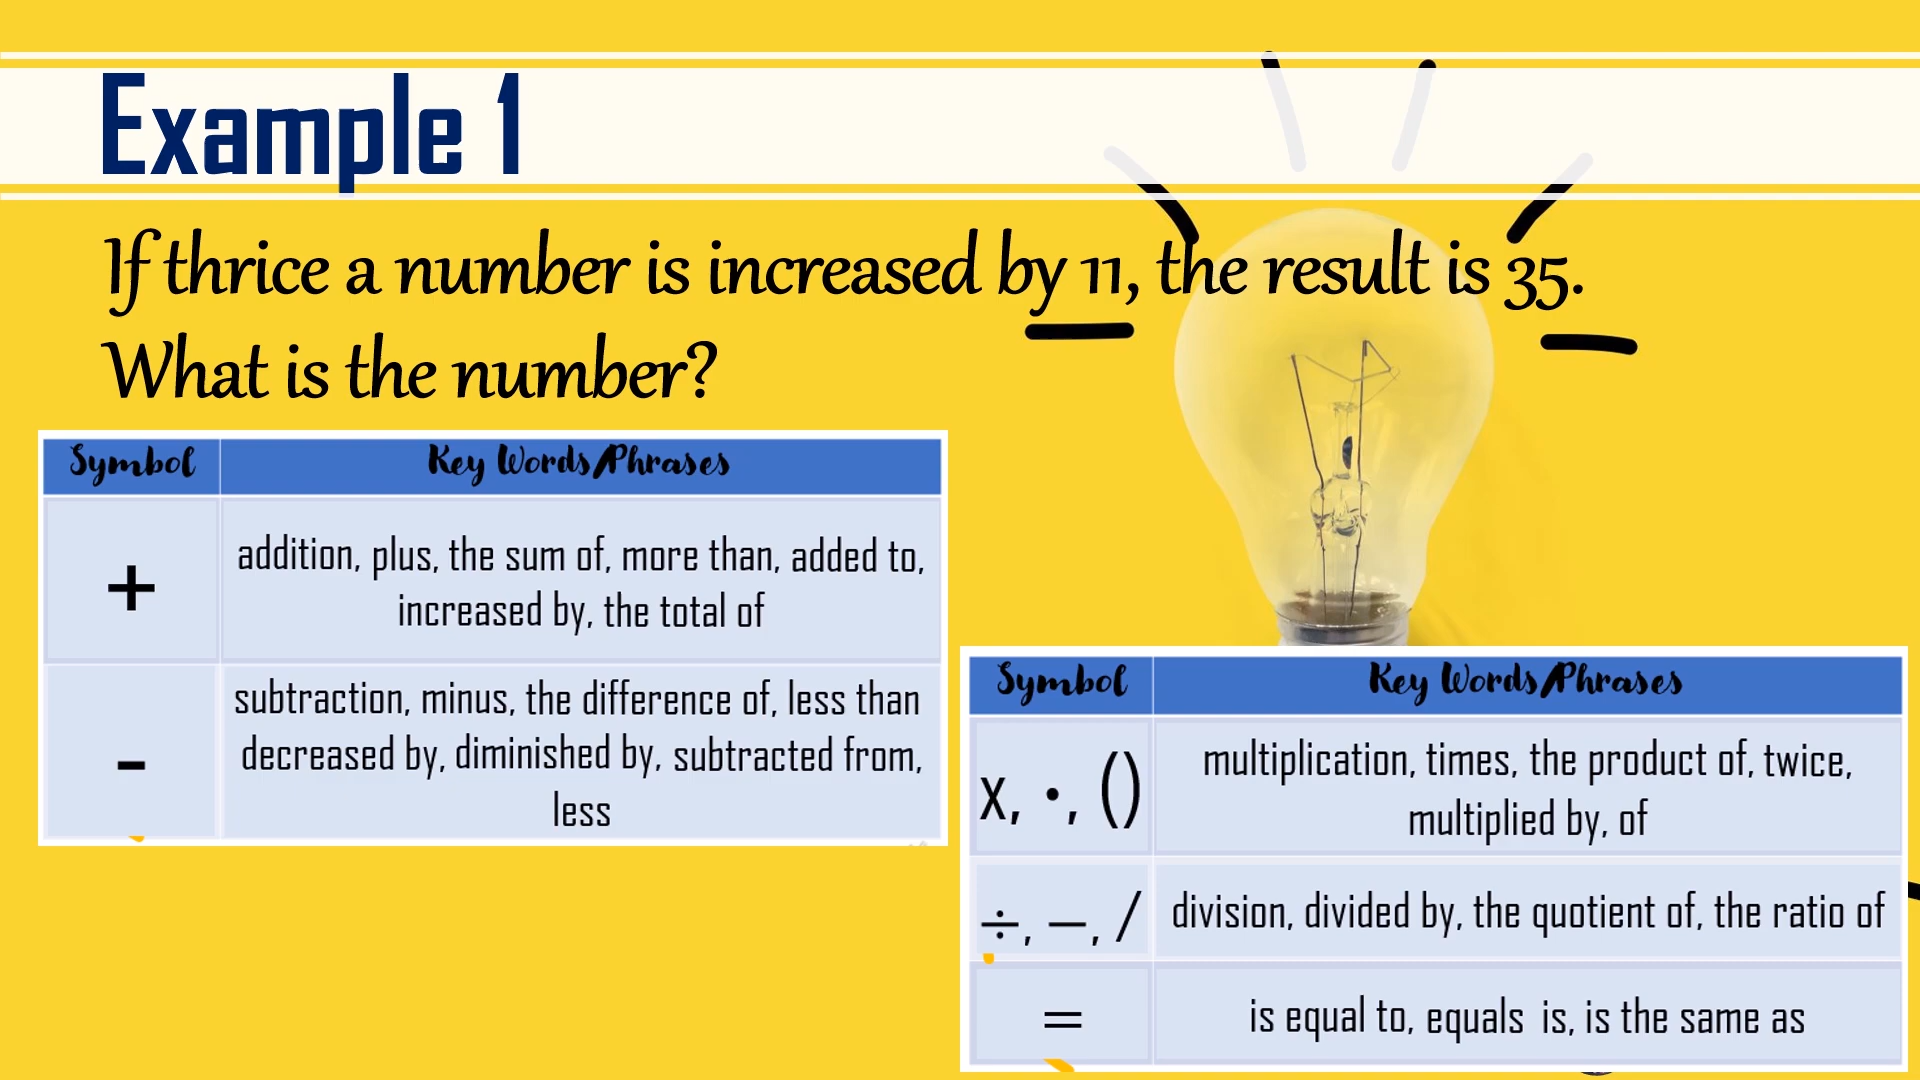 Example 1
If thrice a number is increased by 11, the result is 35.
What is the number?
Symbol Key Words/Phrases
+ addition, plus, the sum of, more than, added to,
increased by, the total of
- subtraction, minus, the difference of, less than
decreased by, diminished by, subtracted from,
less
Symbol Key Words/Phrases
x, ·, () multiplication, times, the product of, twice,
multiplied by, of
÷, —, / division, divided by, the quotient of, the ratio of
= is equal to, equals is, is the same as